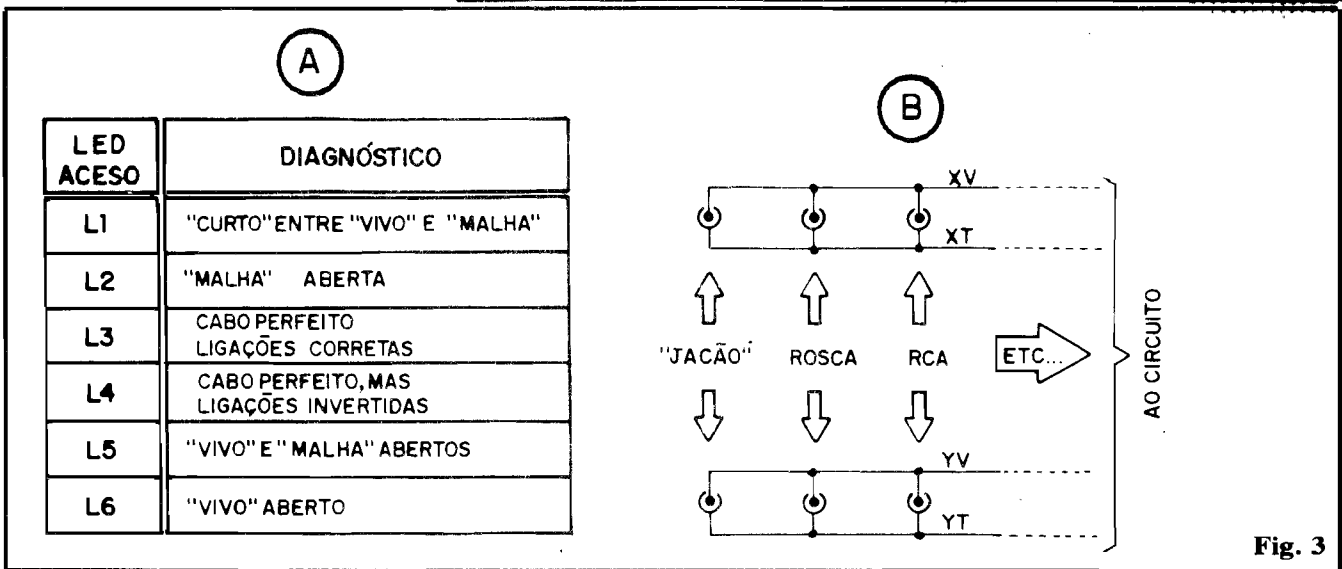 A
LED ACESO
DIAGNÓSTICO
L1
"CURTO" ENTRE "VIVO" E "MALHA"
L2
"MALHA" ABERTA
L3
CABO PERFEITO
LIGAÇÕES CORRETAS
L4
CABO PERFEITO, MAS
LIGAÇÕES INVERTIDAS
L5
"VIVO" E "MALHA" ABERTOS
L6
"VIVO" ABERTO
B
XV
XT
"JACÃO"
ROSCA
RCA
ETC...
AO CIRCUITO
YV
YT
Fig. 3